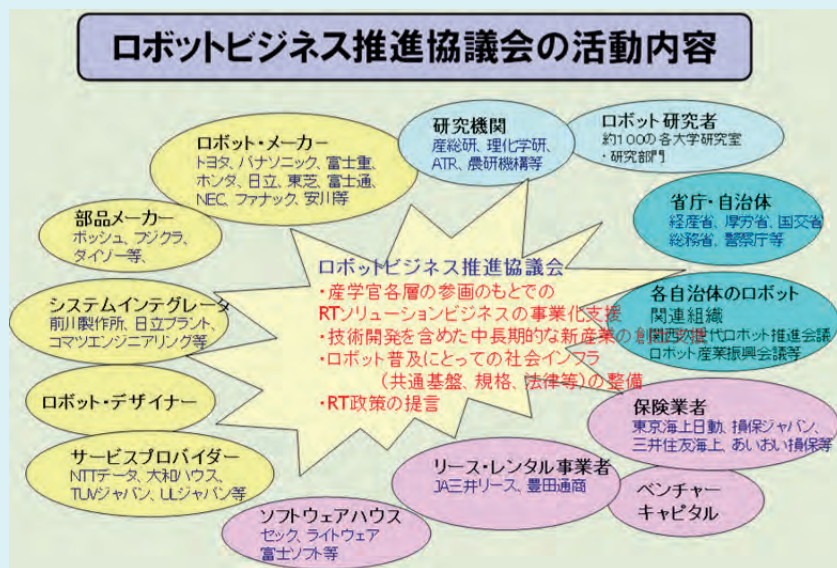 ロボットビジネス推進協議会の活動内容
ロボット・メーカー
トヨタ、パナソニック、富士重、
ホンダ、日立、東芝、富士通、
NEC、ファナック、安川等
研究機関
産総研、理化学研、
ATR、農研機構等
ロボット研究者
約100の各大学研究室
・研究部門
省庁・自治体
経産省、厚労省、国交省
総務省、警察庁等
部品メーカー
ボッシュ、フジクラ、
タイソー等、
ロボットビジネス推進協議会
・産学官各層の参画のもとでの
RTソリューションビジネスの事業化支援
・技術開発を含めた中長期的な新産業の創出支援
・ロボット普及にとっての社会インフラ
（共通基盤、規格、法律等）の整備
・RT政策の提言
システムインテグレータ
前川製作所、日立プラント、
コマツエンジニアリング等
各自治体のロボット
関連組織
代ロボット推進会議
ロボット産業振興会議等
ロボット・デザイナー
保険業者
東京海上日動、損保ジャパン、
三井住友海上、あいおい損保等
サービスプロバイダー
NTTデータ、大和ハウス、
TUVジャパン、ULジャパン等
リース・レンタル事業者
JA三井リース、豊田通商
ベンチャー
キャピタル
ソフトウェアハウス
セック、ライトウェア
富士ソフト等